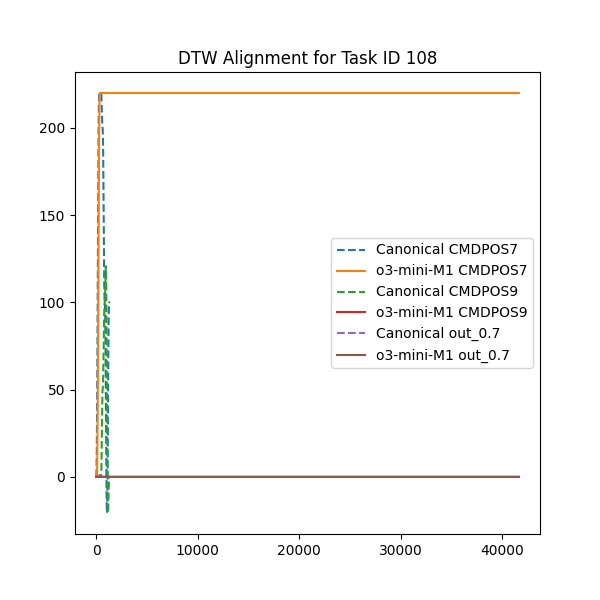 DTW Alignment for Task ID 108
200
150
100
50
0
Canonical CMDPOS7
o3-mini-M1 CMDPOS7
Canonical CMDPOS9
o3-mini-M1 CMDPOS9
Canonical out_0.7
o3-mini-M1 out_0.7
0 10000 20000 30000 40000